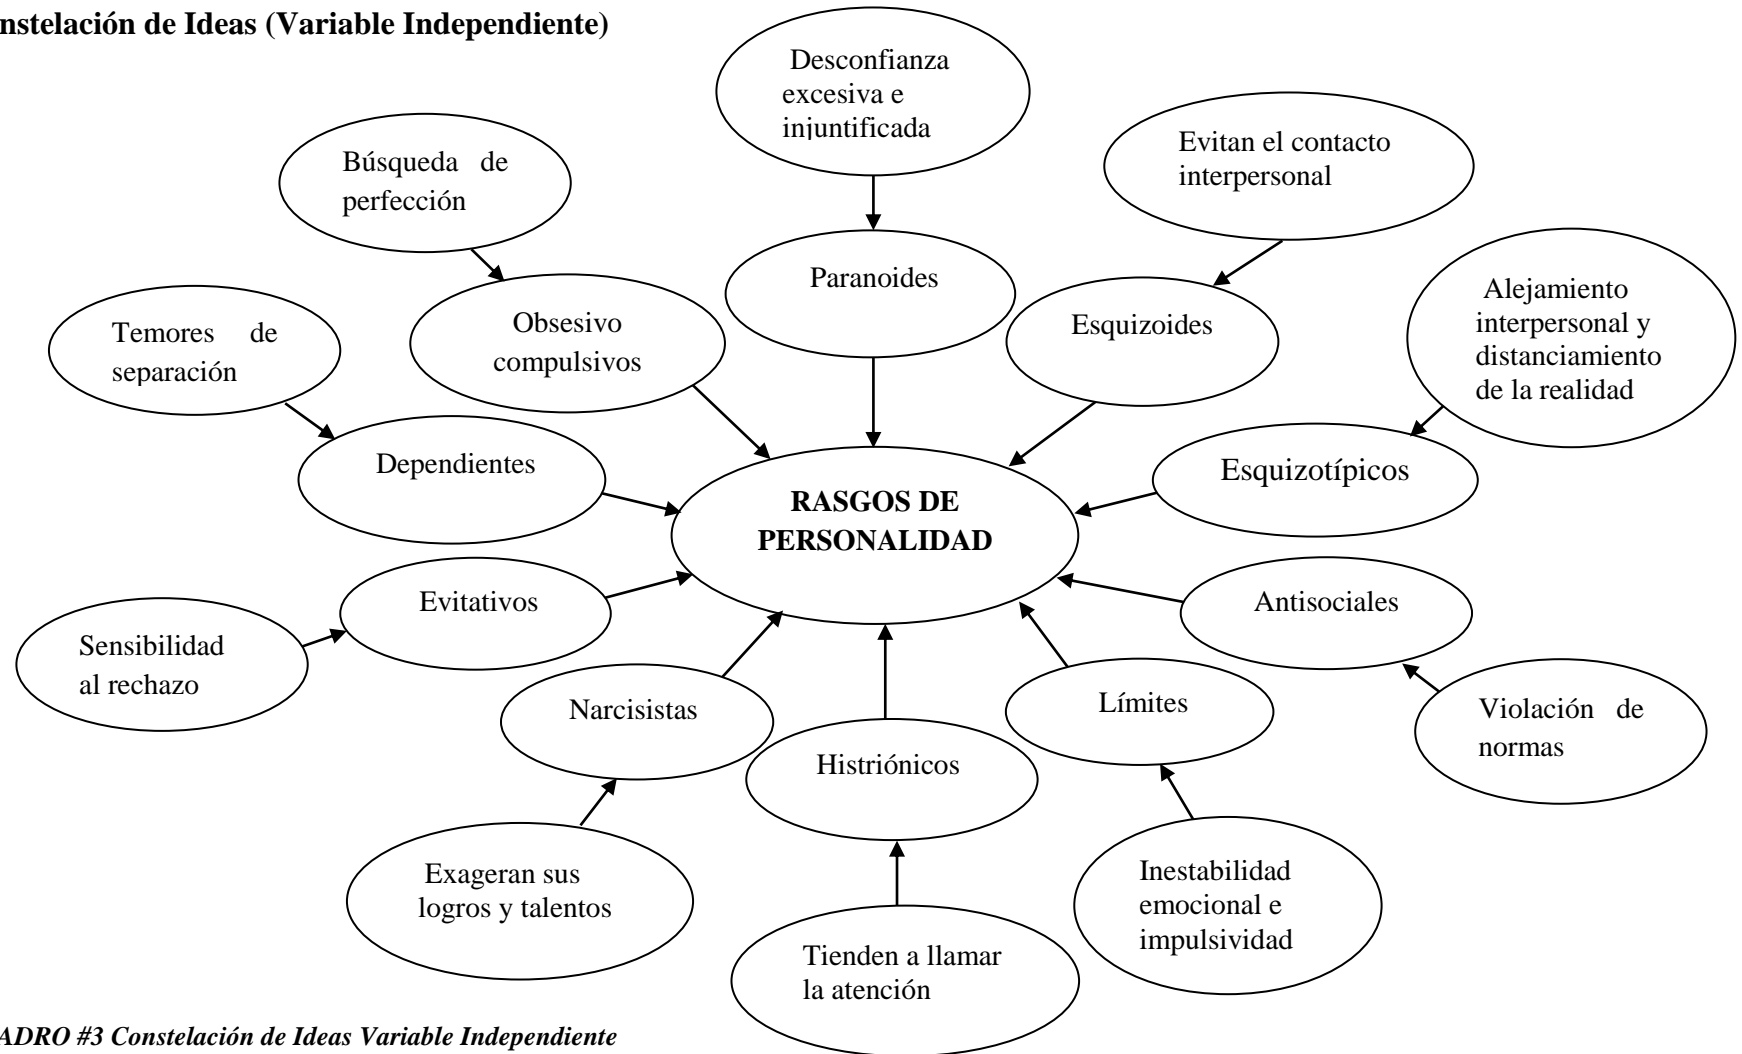 nstelación de Ideas (Variable Independiente)
Desconfianza
excesiva e
injuntificada
Evitan el contacto
interpersonal
Búsqueda de
perfección
Paranoides
Esquizoides
Alejamiento
interpersonal y
distanciamiento
de la realidad
Obsesivo
compulsivos
Temores de
separación
Dependientes
Esquizotípicos
RASGOS DE
PERSONALIDAD
Evitativos
Antisociales
Sensibilidad
al rechazo
Narcisistas
Límites
Violación de
normas
Histriónicos
Exageran sus
logros y talentos
Inestabilidad
emocional e
impulsividad
Tienden a llamar
la atención
ADRO #3 Constelación de Ideas Variable Independiente